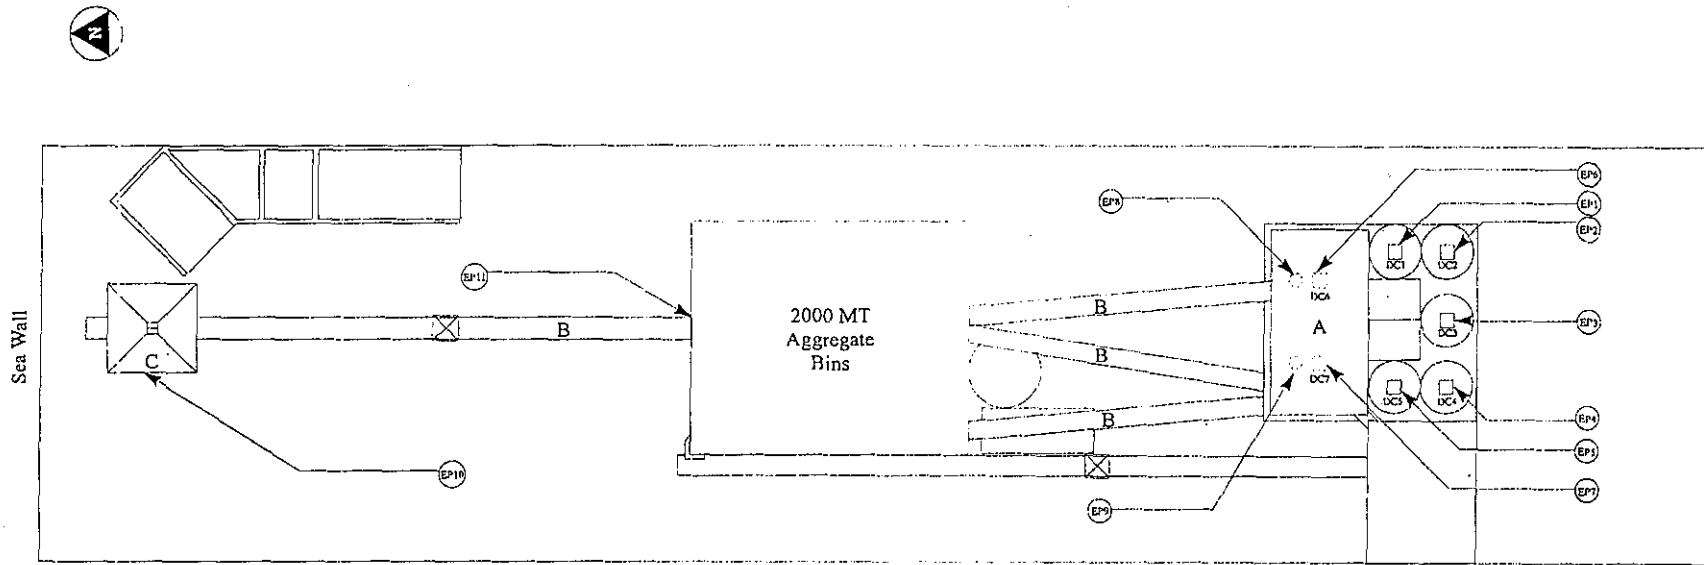 N
EP6
EP8
EP1
EP2
DC1
DC2
EP11
DC6
B
2000 MT
Aggregate
Bins
B
A
DC3
EP3
Sea Wall
B
C
DC7
DC5
DC4
B
EP4
EP5
EP10
EP7
EP9